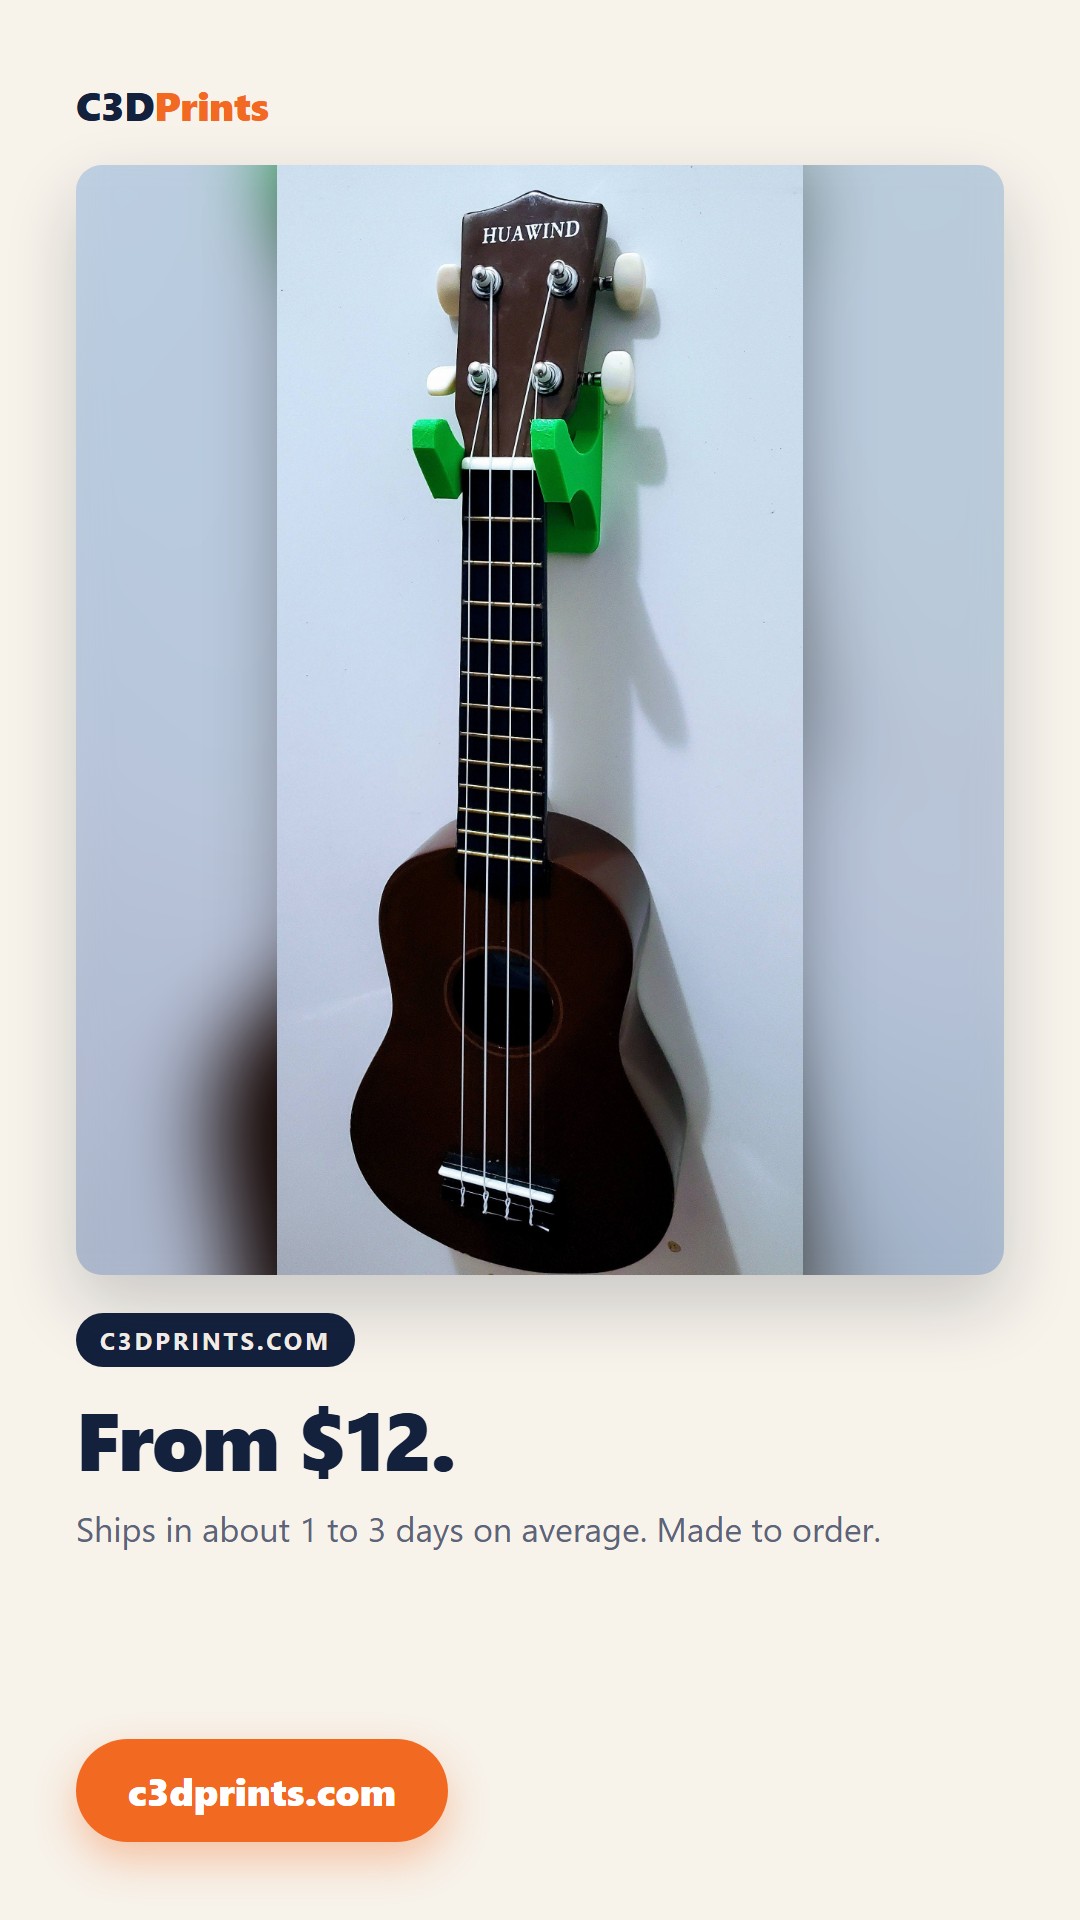 C3DPrints
HUAWIND
C3DPRINTS.COM
From $12.
Ships in about 1 to 3 days on average. Made to order.
c3dprints.com